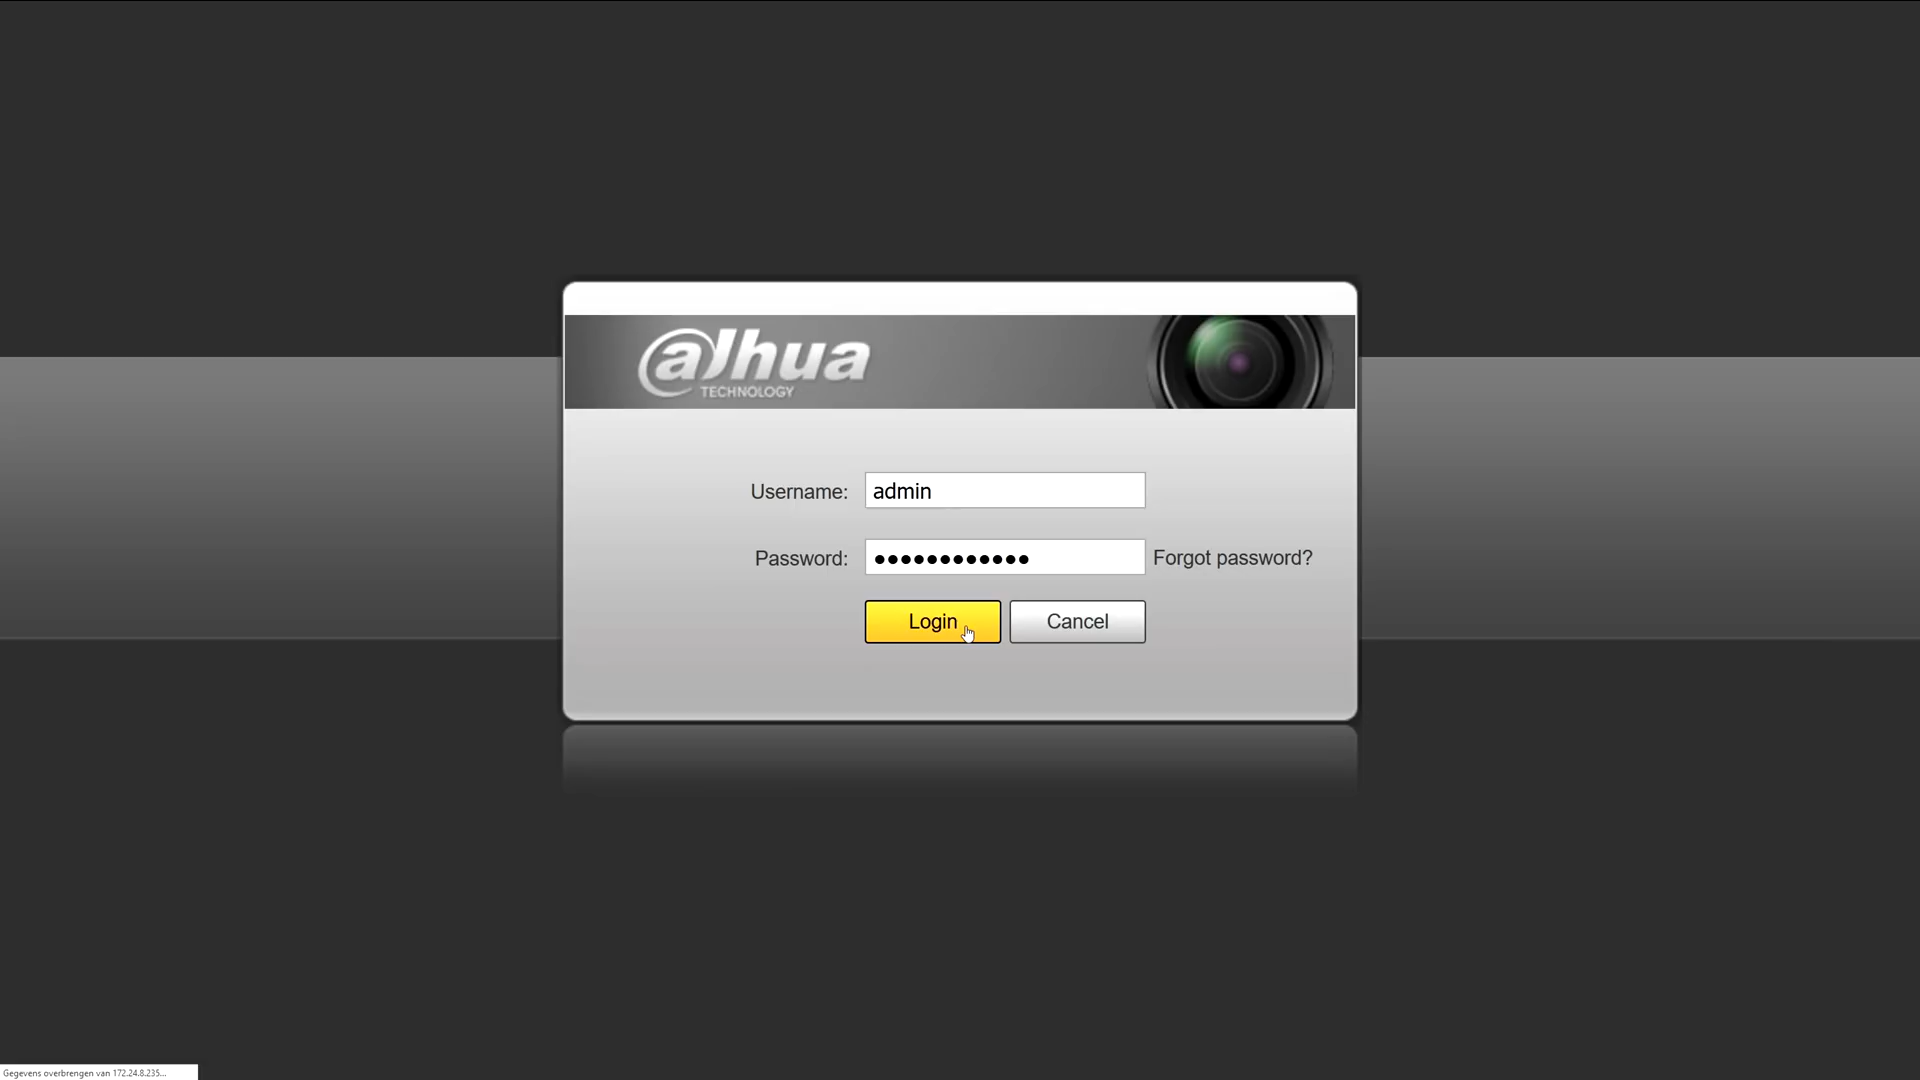 alhua
TECHNOLOGY
Username: admin
Password: ●●●●●●●●●●●● Forgot password?
Login Cancel
Gegevens overbrengen van 172.24.8.235...